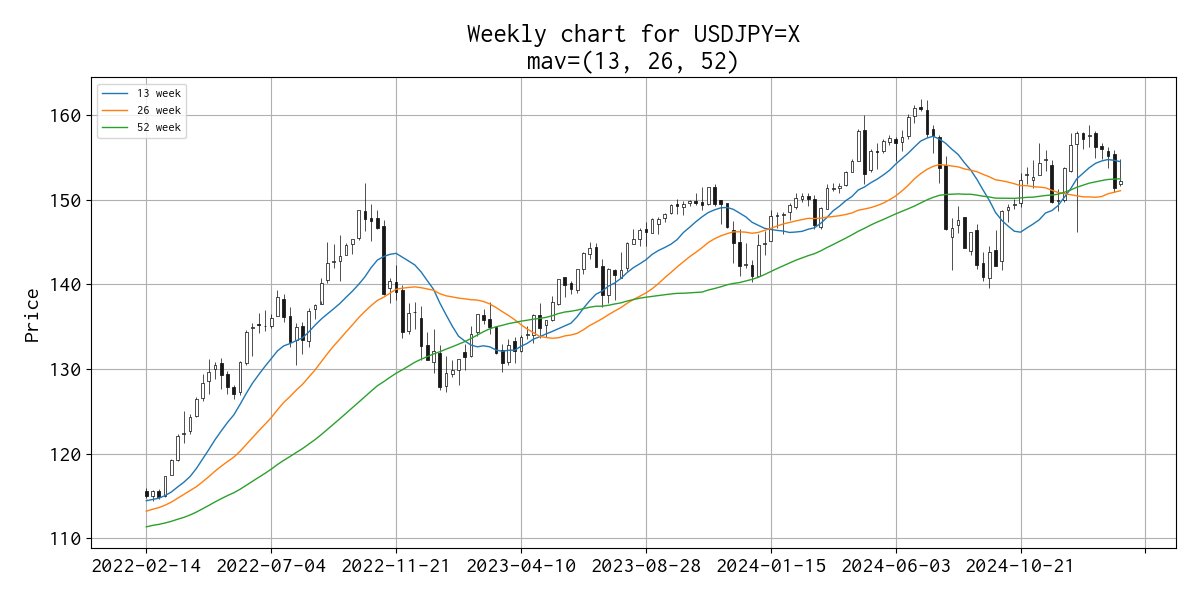 Weekly chart for USDJPY=X
mav=(13, 26, 52)
13 week
26 week
52 week
Price
160
150
140
130
120
110
2022-02-14 2022-07-04 2022-11-21 2023-04-10 2023-08-28 2024-01-15 2024-06-03 2024-10-21